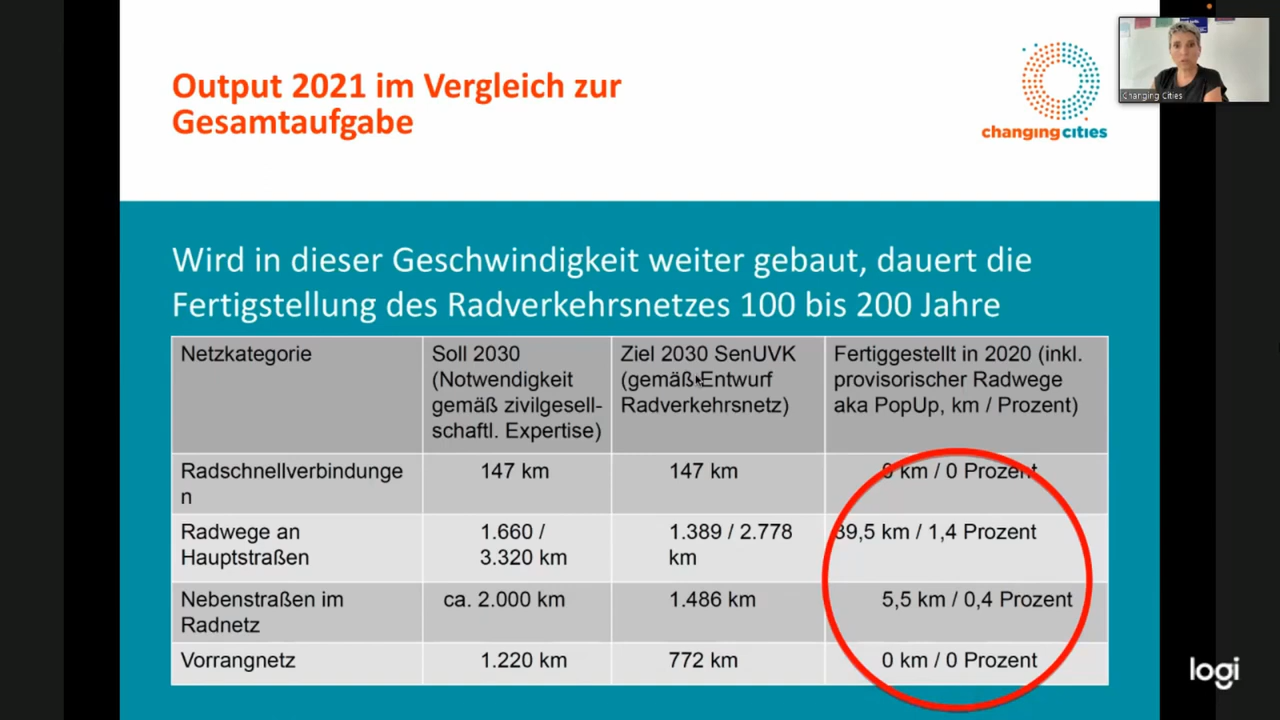 Output 2021 im Vergleich zur
Gesamtaufgabe
changingcities
Changing Cities
Wird in dieser Geschwindigkeit weiter gebaut, dauert die
Fertigstellung des Radverkehrsnetzes 100 bis 200 Jahre
Netzkategorie
Soll 2030
(Notwendigkeit
gemäß zivilgesell-
schaftl. Expertise)
Ziel 2030 SenUVK
(gemäß Entwurf
Radverkehrsnetz)
Fertiggestellt in 2020 (inkl.
provisorischer Radwege
aka PopUp, km / Prozent)
Radschnellverbindunge
n
147 km
147 km
0 km / 0 Prozent
Radwege an
Hauptstraßen
1.660 /
3.320 km
1.389 / 2.778
km
39,5 km / 1,4 Prozent
Nebenstraßen im
Radnetz
ca. 2.000 km
1.486 km
5,5 km / 0,4 Prozent
Vorrangnetz
1.220 km
772 km
0 km / 0 Prozent
logi